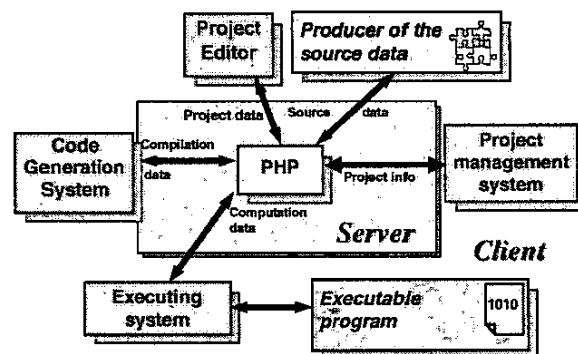 Project
Editor
Producer of the
source data
Project data
Source data
Code
Generation
System
Compilation
data
PHP
Project info
Project
management
system
Computation
data
Server
Client
Executing
system
Executable
program
1010